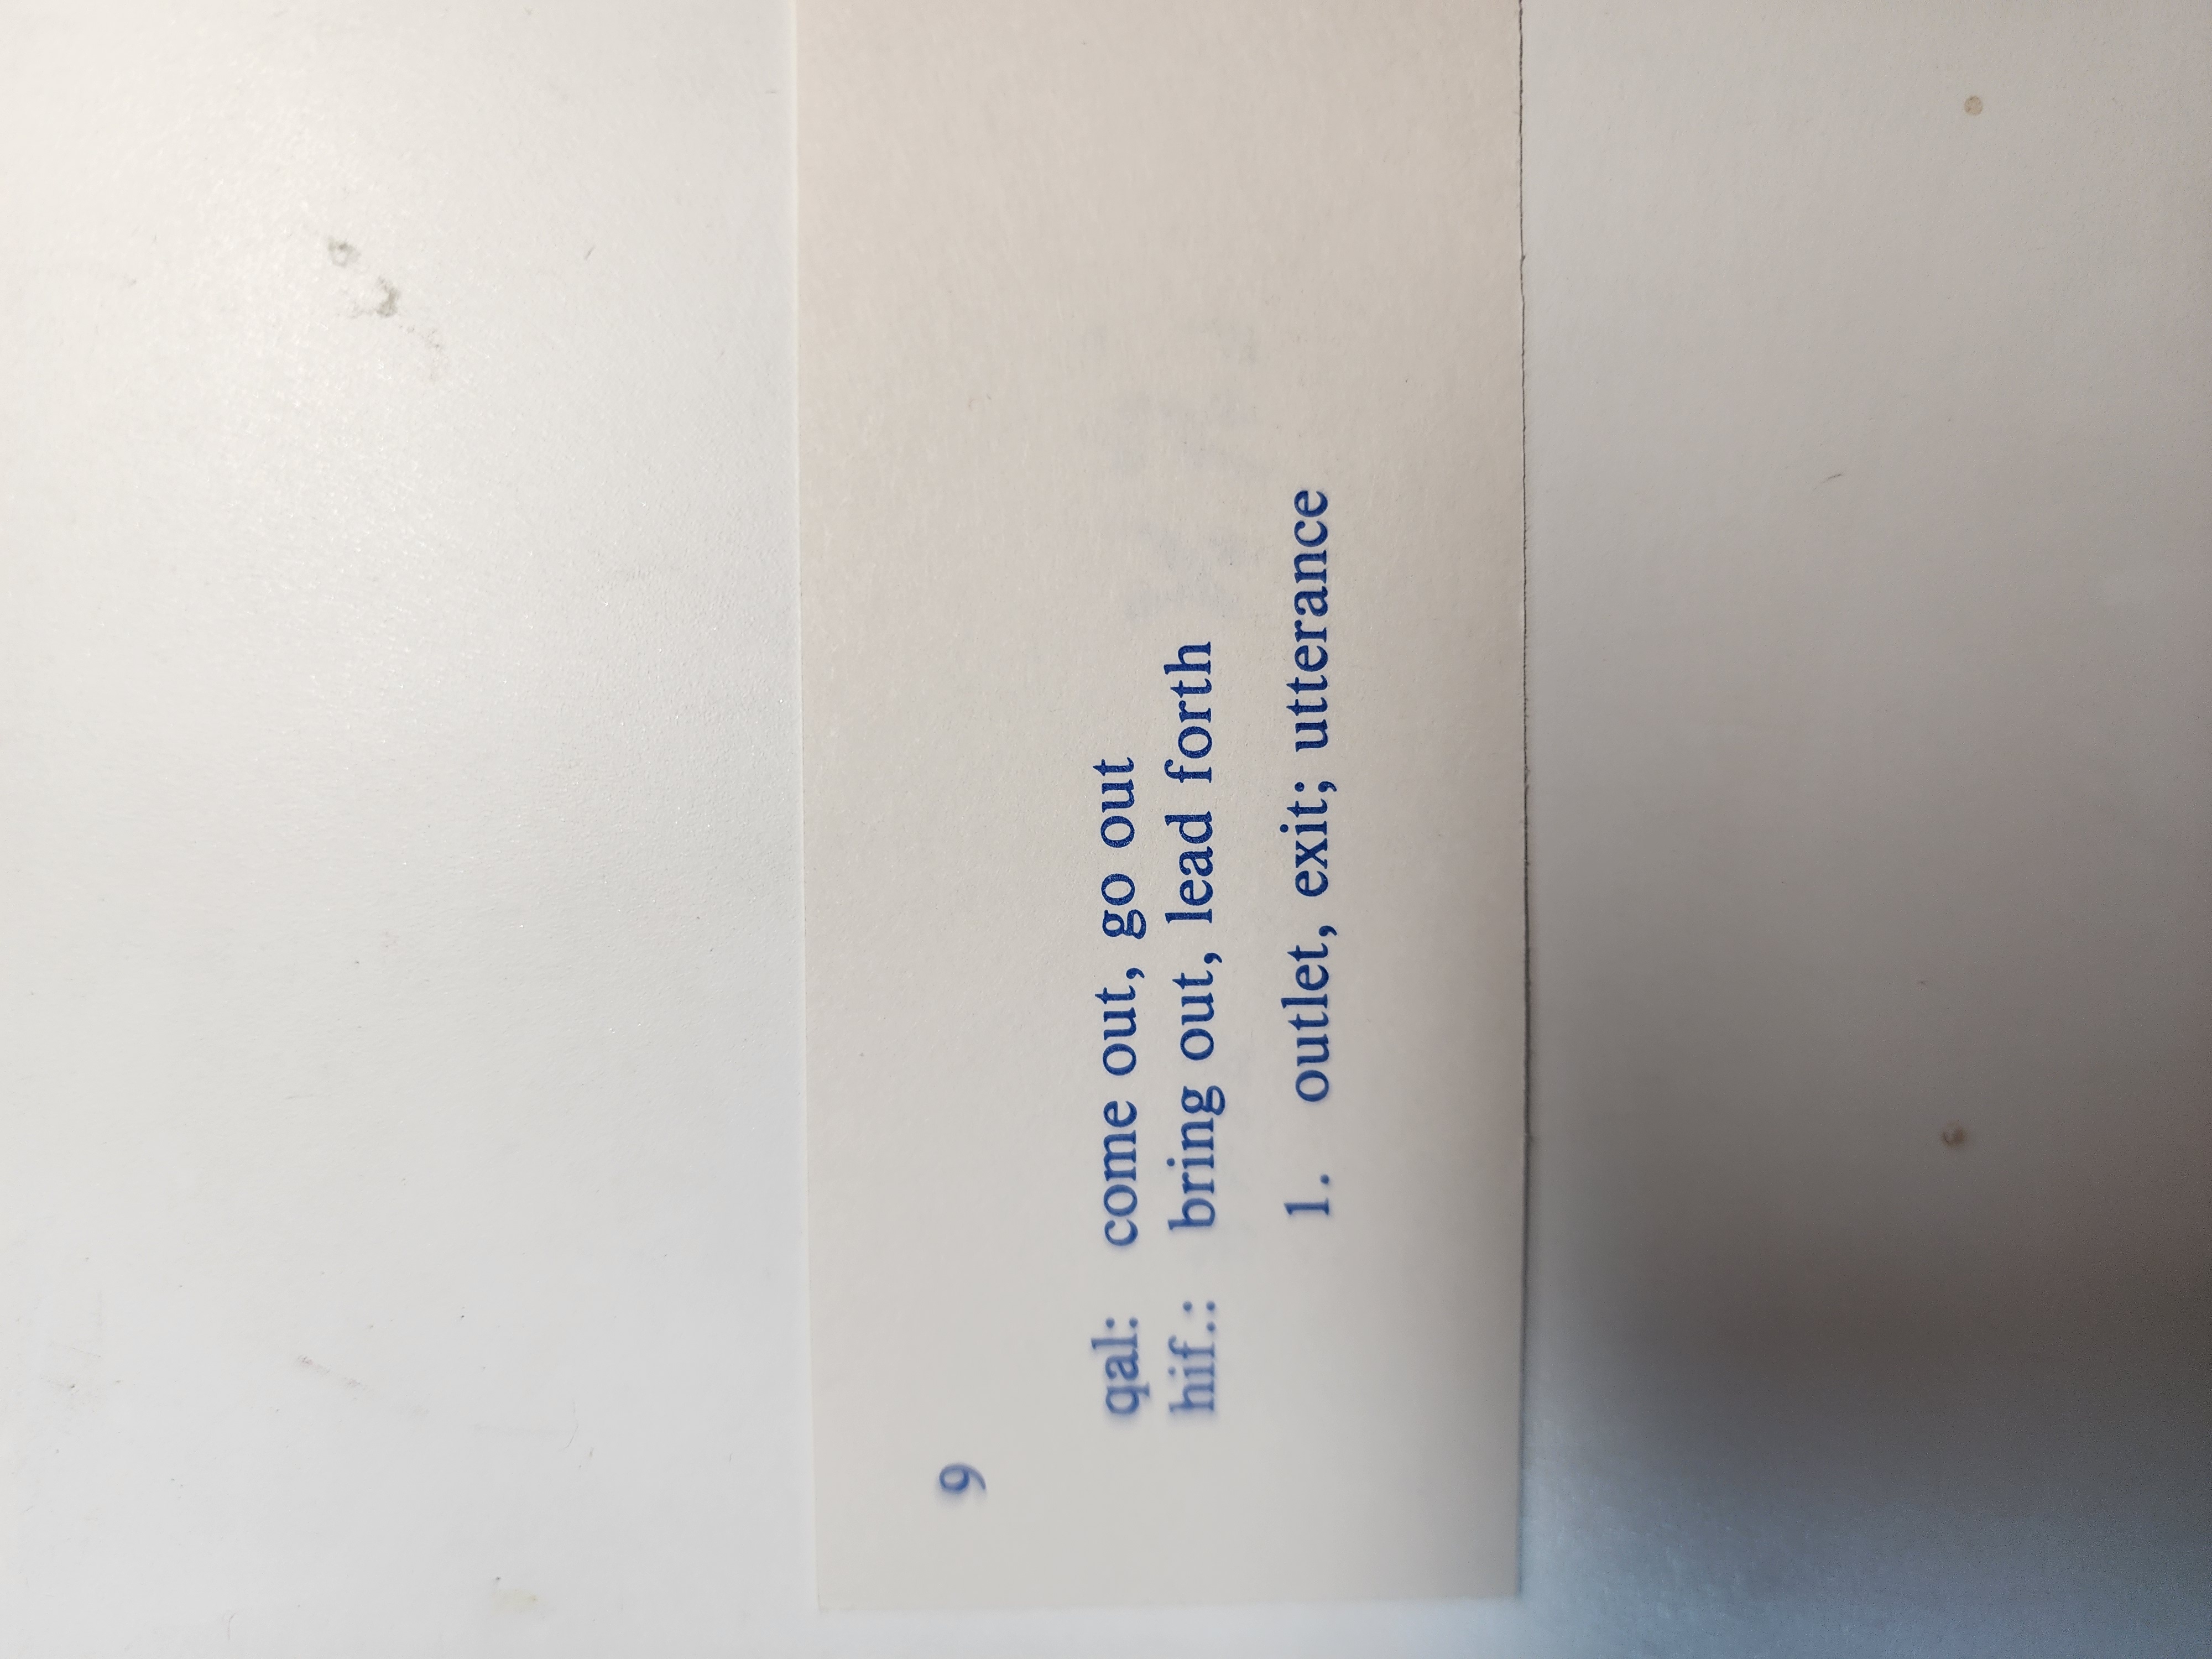 9
qal: come out, go out
hif.: bring out, lead forth
1. outlet, exit; utterance